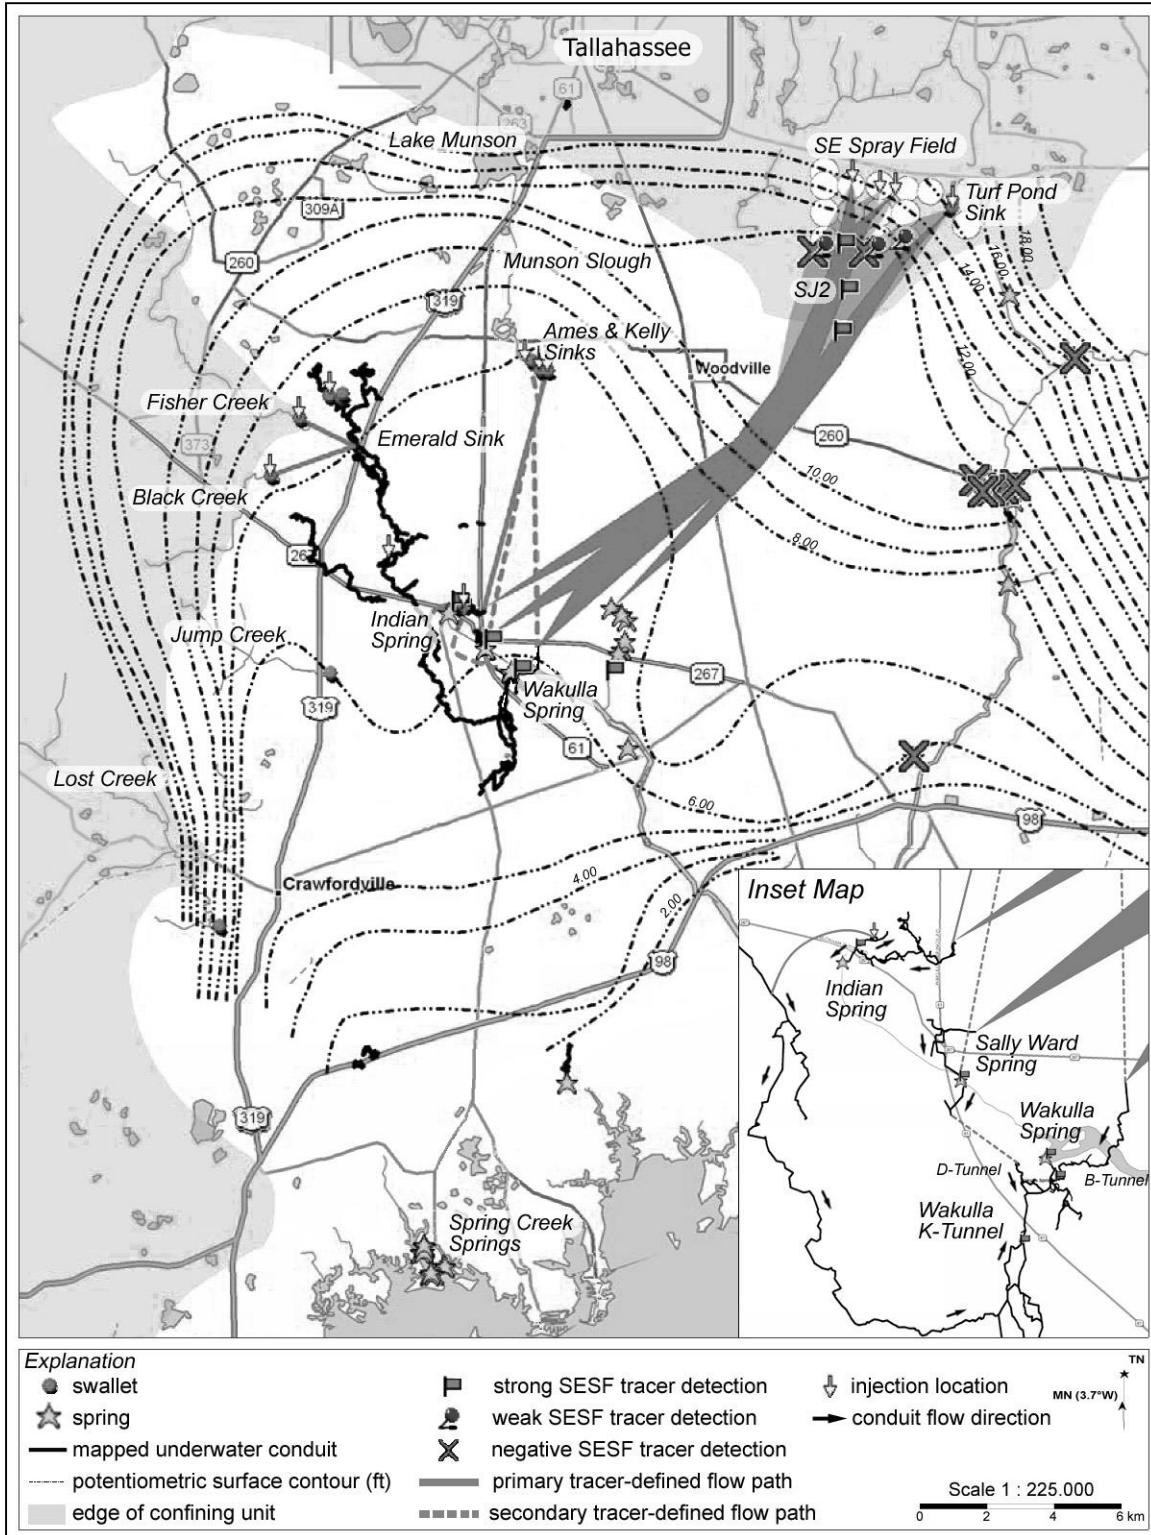 Tallahassee
61
263
Lake Munson
SE Spray Field
Turf Pond
Sink
309A
260
18.00
16.00
14.00
Munson Slough
319
SJ2
Ames & Kelly
Sinks
12.00
Woodville
Fisher Creek
373
Emerald Sink
260
Black Creek
10.00
8.00
Indian
Spring
Jump Creek
267
Wakulla
Spring
319
61
Lost Creek
6.00
98
Crawfordville
4.00
2.00
98
319
Spring Creek
Springs
Inset Map
Indian
Spring
Sally Ward
Spring
Wakulla
Spring
D-Tunnel
B-Tunnel
Wakulla
K-Tunnel
Explanation
swallet
spring
mapped underwater conduit
potentiometric surface contour (ft)
edge of confining unit
strong SESF tracer detection
weak SESF tracer detection
negative SESF tracer detection
primary tracer-defined flow path
secondary tracer-defined flow path
injection location
conduit flow direction
TN
MN (3.7°W)
Scale 1 : 225.000
0 2 4 6 km